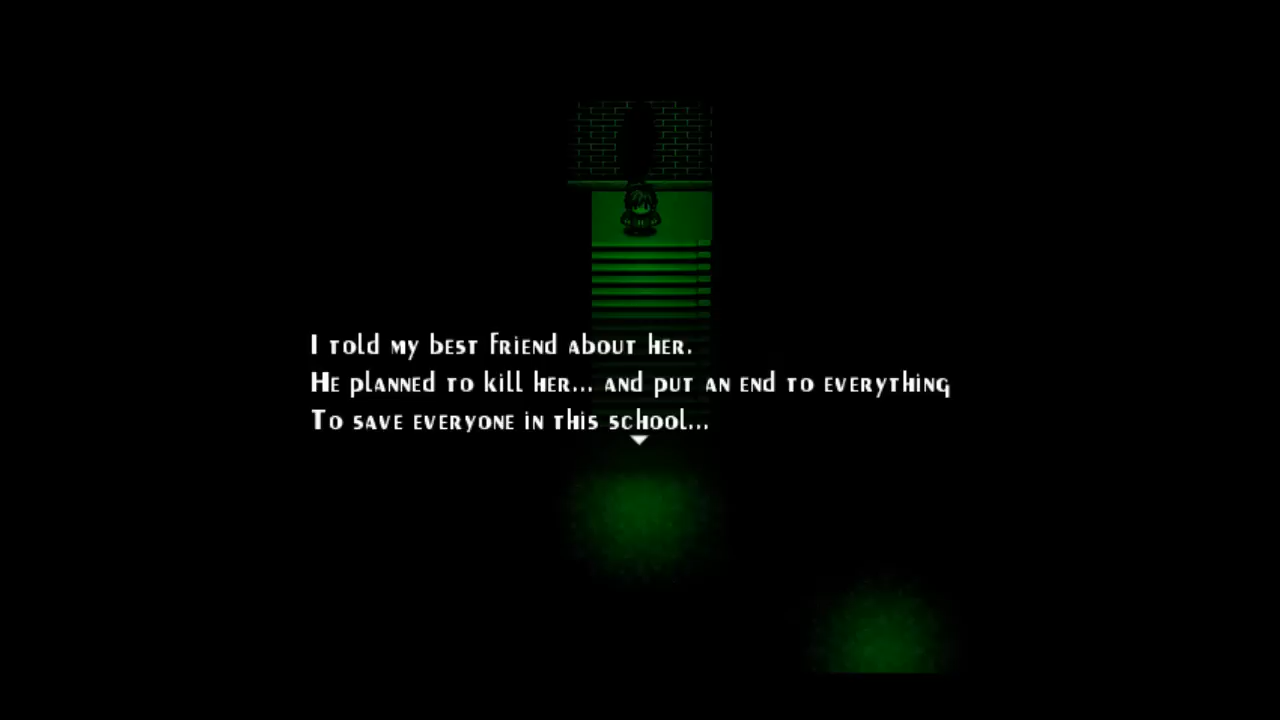 I told my best friend about her.
He planned to kill her... and put an end to everything
To save everyone in this school...